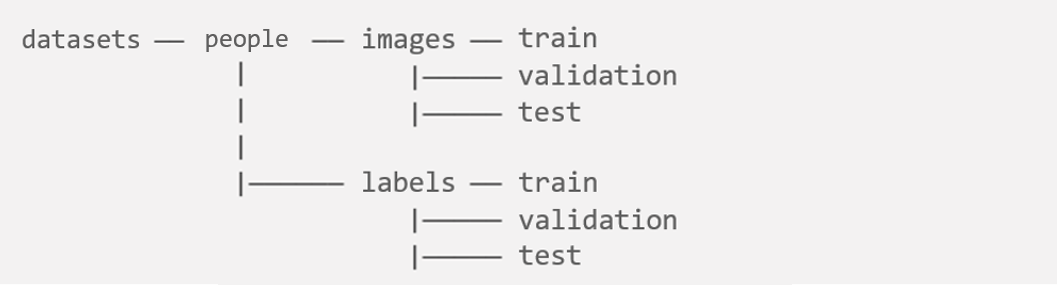 datasets — people — images — train
|      |——— validation
|      |——— test
|
|——— labels — train
|——— validation
|——— test